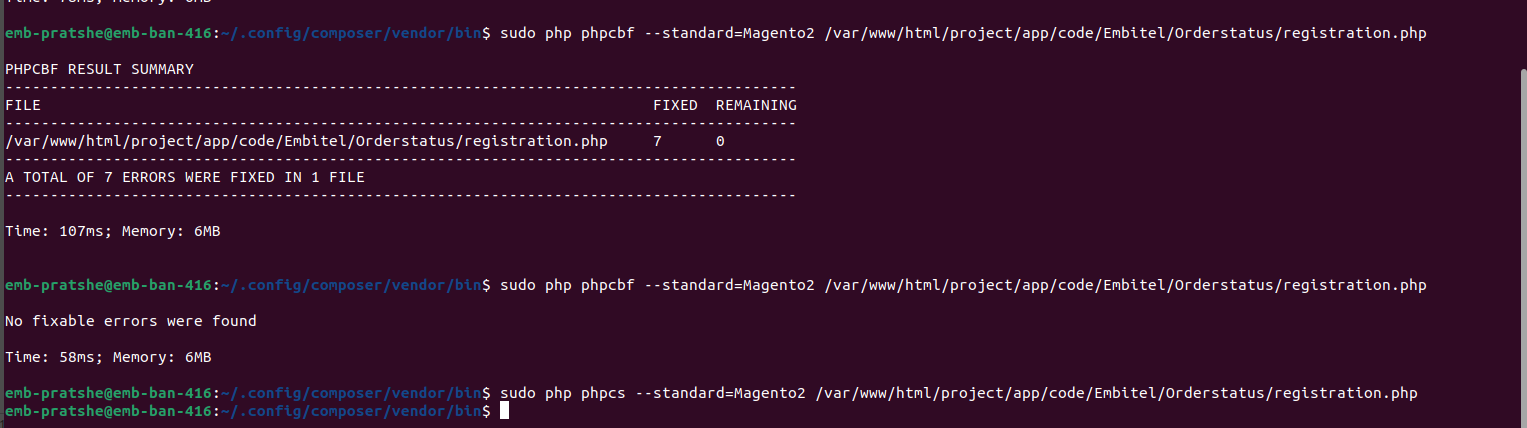 emb-pratshe@emb-ban-416:~/.config/composer/vendor/bin$ sudo php phpcbf --standard=Magento2 /var/www/html/project/app/code/Embitel/Orderstatus/registration.php
PHPCBF RESULT SUMMARY
----------------------------------------------------------------------------------------
FILE FIXED REMAINING
----------------------------------------------------------------------------------------
/var/www/html/project/app/code/Embitel/Orderstatus/registration.php 7 0
----------------------------------------------------------------------------------------
A TOTAL OF 7 ERRORS WERE FIXED IN 1 FILE
----------------------------------------------------------------------------------------
Time: 107ms; Memory: 6MB
emb-pratshe@emb-ban-416:~/.config/composer/vendor/bin$ sudo php phpcbf --standard=Magento2 /var/www/html/project/app/code/Embitel/Orderstatus/registration.php
No fixable errors were found
Time: 58ms; Memory: 6MB
emb-pratshe@emb-ban-416:~/.config/composer/vendor/bin$ sudo php phpcs --standard=Magento2 /var/www/html/project/app/code/Embitel/Orderstatus/registration.php
emb-pratshe@emb-ban-416:~/.config/composer/vendor/bin$